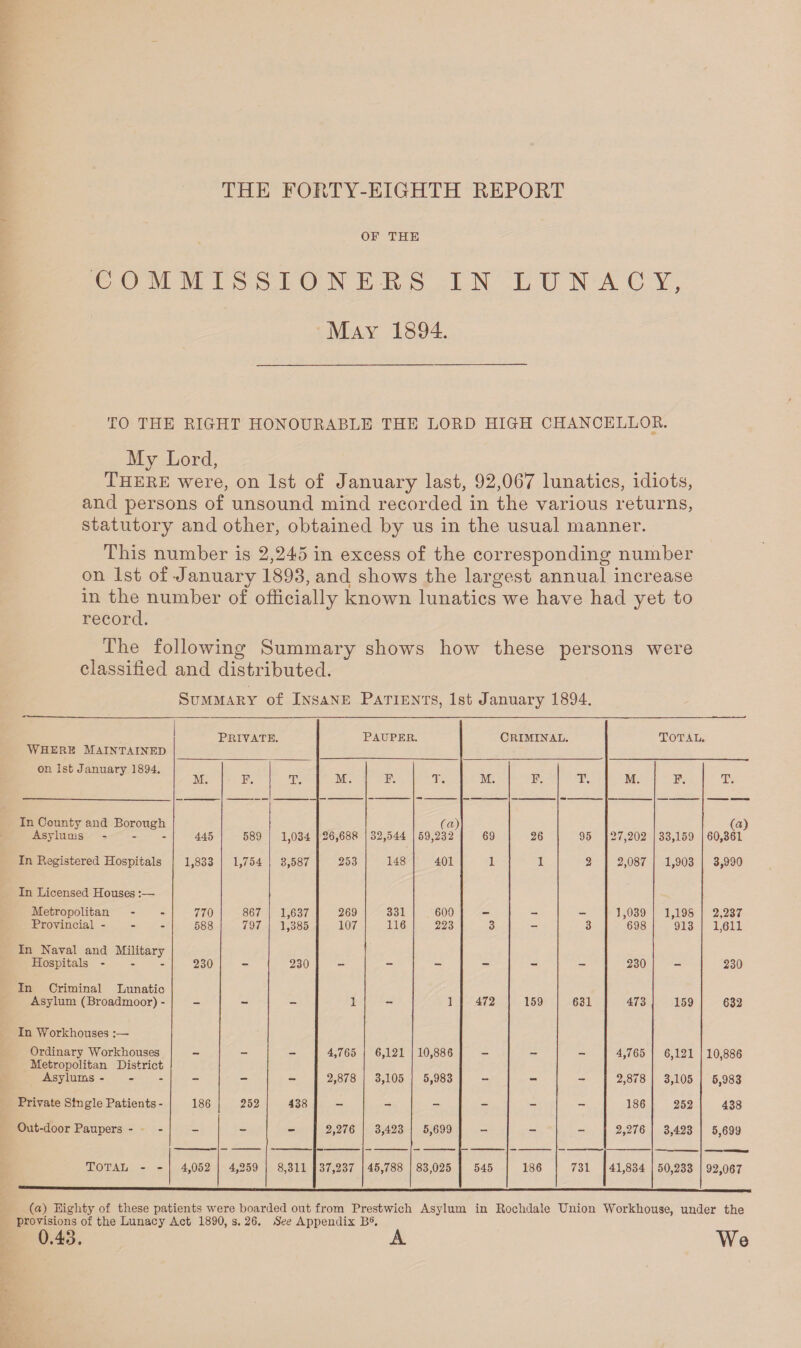 THE FORTY-EIGHTH REPORT
OF THE
COMMISSIONERS IN LUNACY,
May 1894.
TO THE RIGHT HONOURABLE THE LORD HIGH CHANCELLOR.
My Lord,
THERE were, on 1st of January last, 92,067 lunatics, idiots,
and persons of unsound mind recorded in the various returns,
statutory and other, obtained by us in the usual manner.
This number is 2,245 in excess of the corresponding number
on 1st of January 1893, and shows the largest annual increase
in the number of officially known lunatics we have had yet to
record.
The following Summary shows how these persons were
classified and distributed.
SUMMARY of INSANE PATIENTS, 1st January 1894.
WHERE MAINTAINED on 1st January 1894. | PRIVATE. | PAUPER. | CRIMINAL. | TOTAL.
M. | F. | T. | M. | F. | T. | M. | F. | T. | M. | F. | T.
In County and Borough (a) (a)
Asylums - - - | 445 | 589 | 1,034 | 26,688 | 32,544 | 59,232 | 69 | 26 | 95 | 27,202 | 33,159 | 60,361
In Registered Hospitals | 1,833 | 1,754 | 3,587 | 253 | 148 | 401 | 1 | 1 | 2 | 2,087 | 1,903 | 3,990
In Licensed Houses:—
Metropolitan - - | 770 | 867 | 1,637 | 269 | 331 | 600 | - | - | - | 1,039 | 1,198 | 2,237
Provincial - - - | 588 | 797 | 1,385 | 107 | 116 | 223 | 3 | - | 3 | 698 | 913 | 1,611
In Naval and Military
Hospitals - - - | 230 | - | 230 | - | - | - | - | - | - | 230 | - | 230
In Criminal Lunatic
Asylum (Broadmoor) - | - | - | - | 1 | - | 1 | 472 | 159 | 631 | 473 | 159 | 632
In Workhouses:—
Ordinary Workhouses | - | - | - | 4,765 | 6,121 | 10,886 | - | - | - | 4,765 | 6,121 | 10,886
Metropolitan District
Asylums - - - | - | - | - | 2,878 | 3,105 | 5,983 | - | - | - | 2,878 | 3,105 | 5,983
Private Single Patients - | 186 | 252 | 438 | - | - | - | - | - | - | 186 | 252 | 438
Out-door Paupers - - | - | - | - | 2,276 | 3,423 | 5,699 | - | - | - | 2,276 | 3,423 | 5,699
TOTAL - - | 4,052 | 4,259 | 8,311 | 37,237 | 45,788 | 83,025 | 545 | 186 | 731 | 41,834 | 50,233 | 92,067
(a) Eighty of these patients were boarded out from Prestwich Asylum in Rochdale Union Workhouse, under the
provisions of the Lunacy Act 1890, s. 26. See Appendix B⁶.
0.43. A We